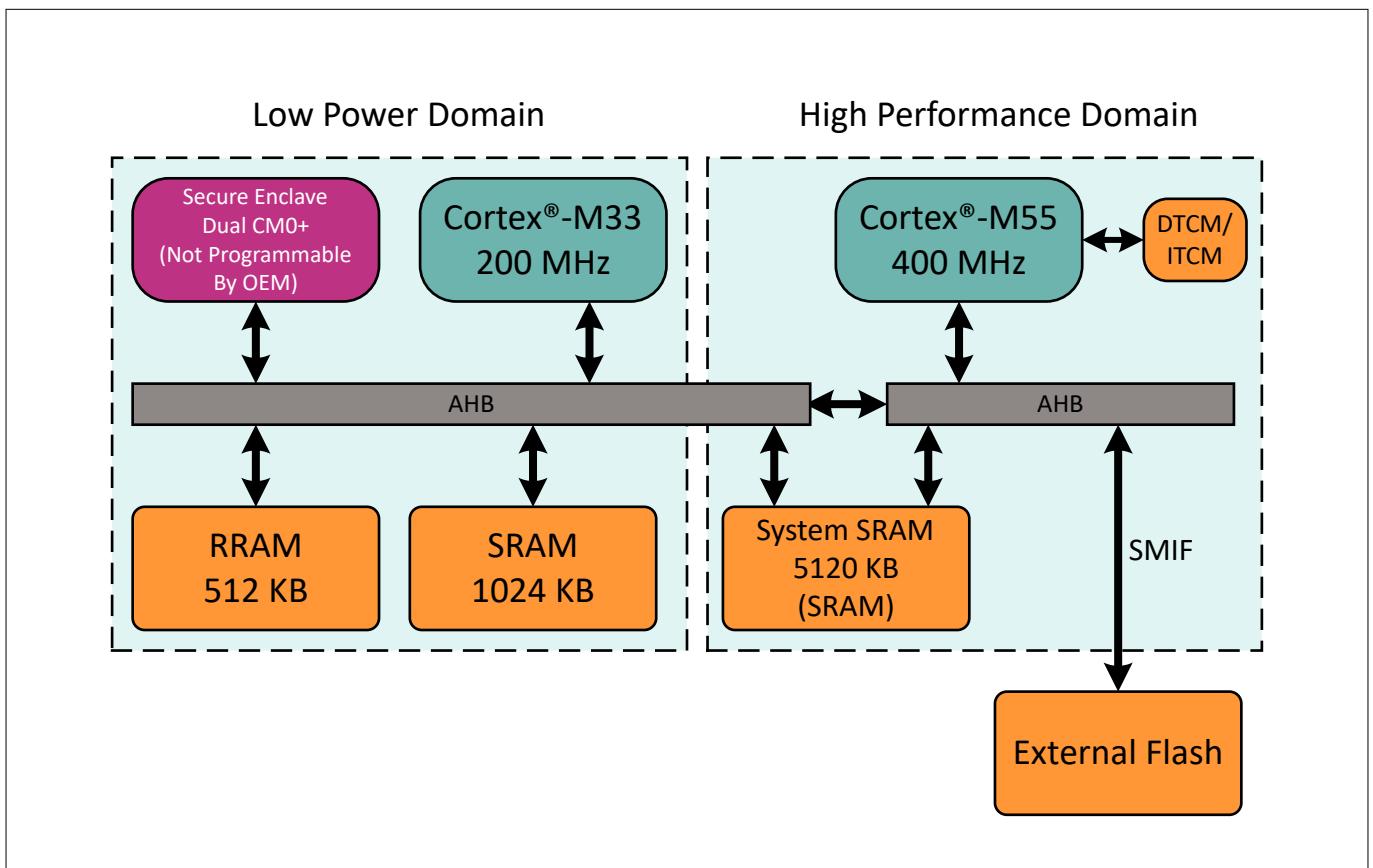 Low Power Domain
High Performance Domain
Secure Enclave
Dual CM0+
(Not Programmable
By OEM)
Cortex®-M33
200 MHz
Cortex®-M55
400 MHz
DTCM/
ITCM
AHB
AHB
RRAM
512 KB
SRAM
1024 KB
System SRAM
5120 KB
(SRAM)
SMIF
External Flash